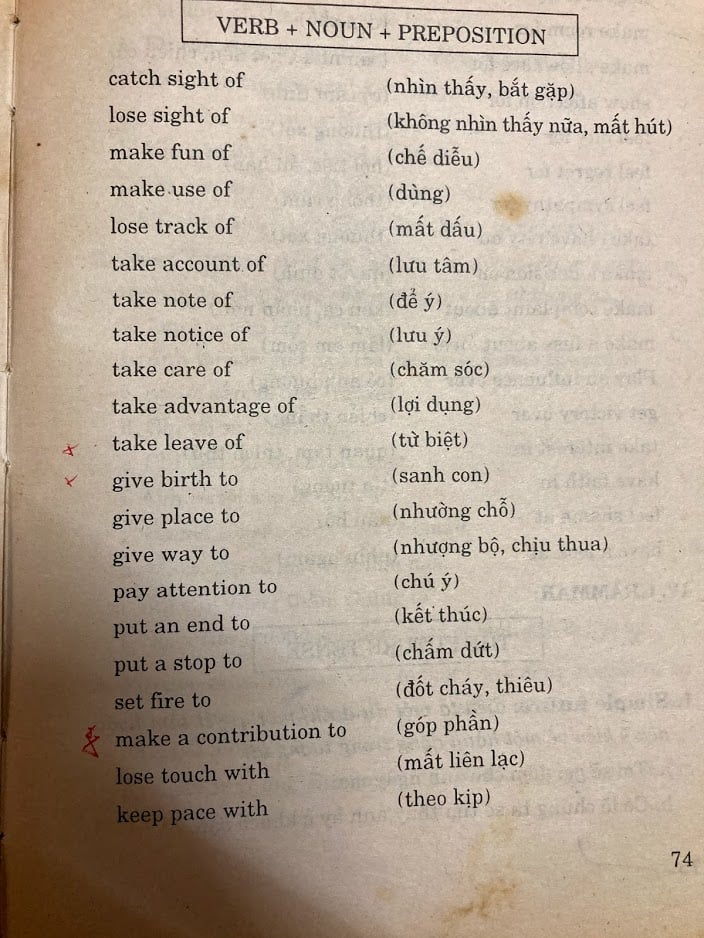 VERB + NOUN + PREPOSITION
catch sight of (nhìn thấy, bắt gặp)
lose sight of (không nhìn thấy nữa, mất hút)
make fun of (chế diễu)
make use of (dùng)
lose track of (mất dấu)
take account of (lưu tâm)
take note of (để ý)
take notice of (lưu ý)
take care of (chăm sóc)
take advantage of (lợi dụng)
take leave of (từ biệt)
give birth to (sanh con)
give place to (nhường chỗ)
give way to (nhượng bộ, chịu thua)
pay attention to (chú ý)
put an end to (kết thúc)
put a stop to (chấm dứt)
set fire to (đốt cháy, thiêu)
make a contribution to (góp phần)
lose touch with (mất liên lạc)
keep pace with (theo kịp)
74